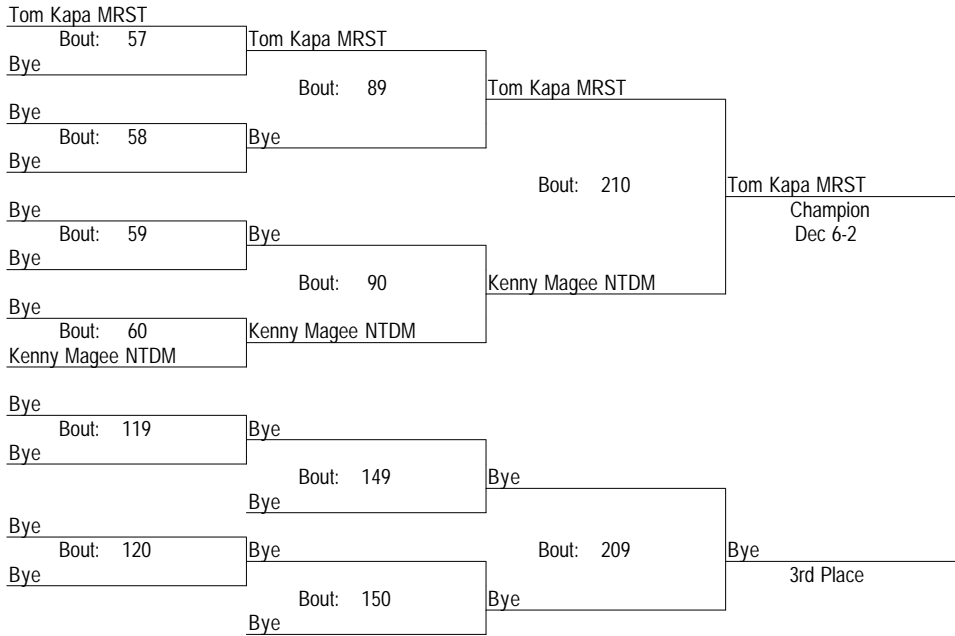 Tom Kapa MRST
Bout: 57
Tom Kapa MRST
Bye
Bout: 89
Tom Kapa MRST
Bye
Bout: 58
Bye
Bye
Bout: 210
Tom Kapa MRST
Champion
Dec 6-2
Bye
Bout: 59
Bye
Bye
Bout: 90
Kenny Magee NTDM
Bye
Bout: 60
Kenny Magee NTDM
Kenny Magee NTDM
Bye
Bout: 119
Bye
Bye
Bout: 149
Bye
Bye
Bye
Bout: 120
Bye
Bout: 209
Bye
3rd Place
Bye
Bout: 150
Bye
Bye